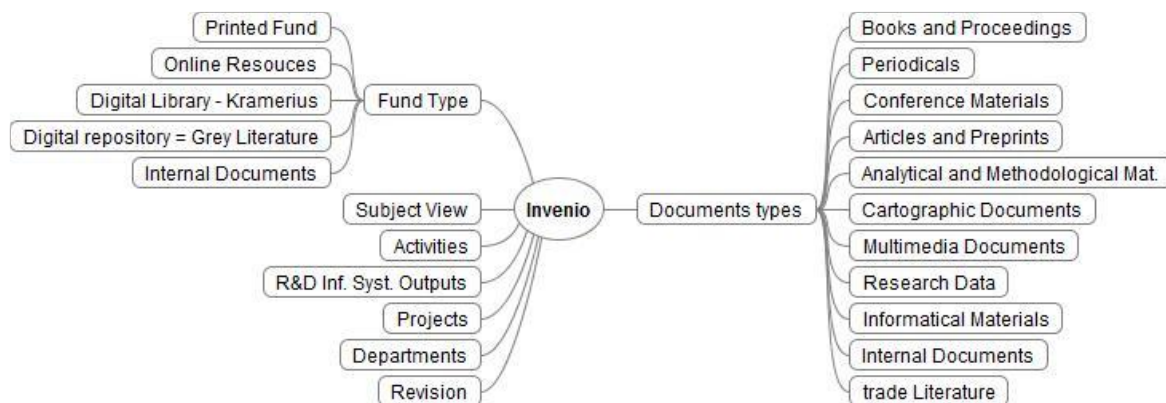 Printed Fund
Online Resouces
Digital Library - Kramerius
Digital repository = Grey Literature
Internal Documents
Fund Type
Subject View
Activities
R&D Inf. Syst. Outputs
Projects
Departments
Revision
Invenio
Documents types
Books and Proceedings
Periodicals
Conference Materials
Articles and Preprints
Analytical and Methodological Mat.
Cartographic Documents
Multimedia Documents
Research Data
Informatical Materials
Internal Documents
trade Literature